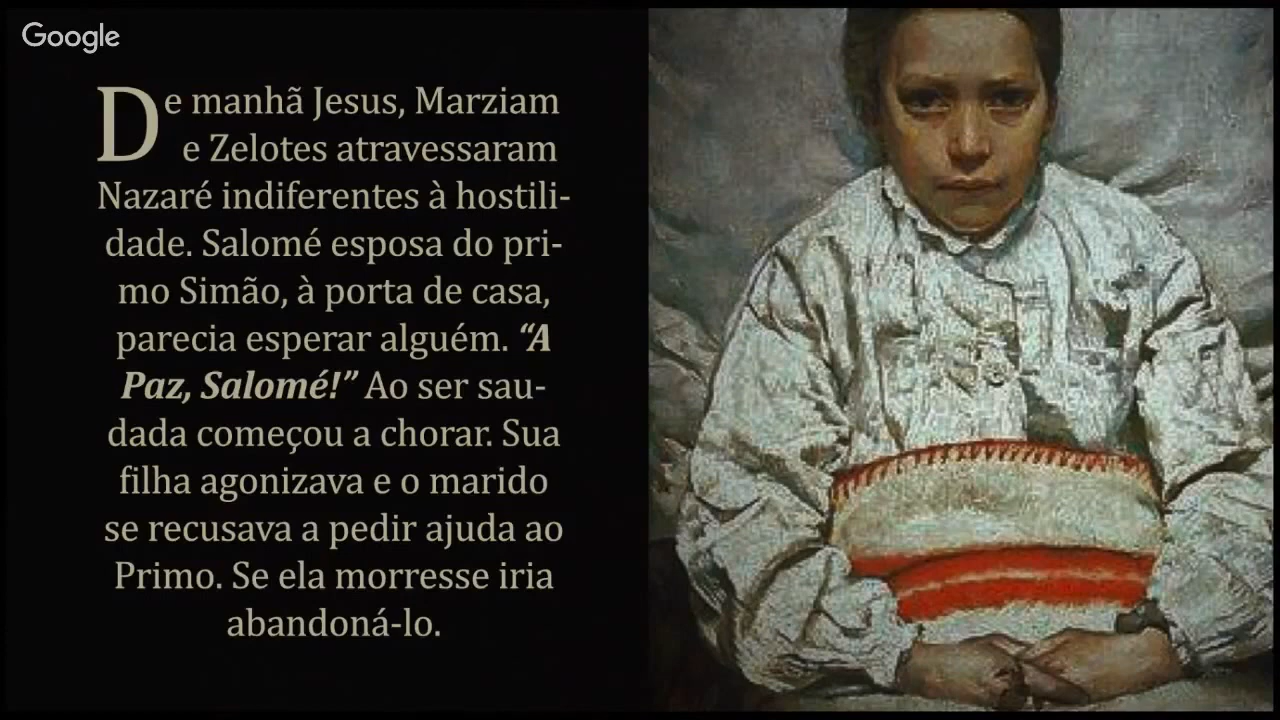 Google
De manhã Jesus, Marziam
e Zelotes atravessaram
Nazaré indiferentes à hostili-
dade. Salomé esposa do pri-
mo Simão, à porta de casa,
parecia esperar alguém. “A
Paz, Salomé!” Ao ser sau-
dada começou a chorar. Sua
filha agonizava e o marido
se recusava a pedir ajuda ao
Primo. Se ela morresse iria
abandoná-lo.